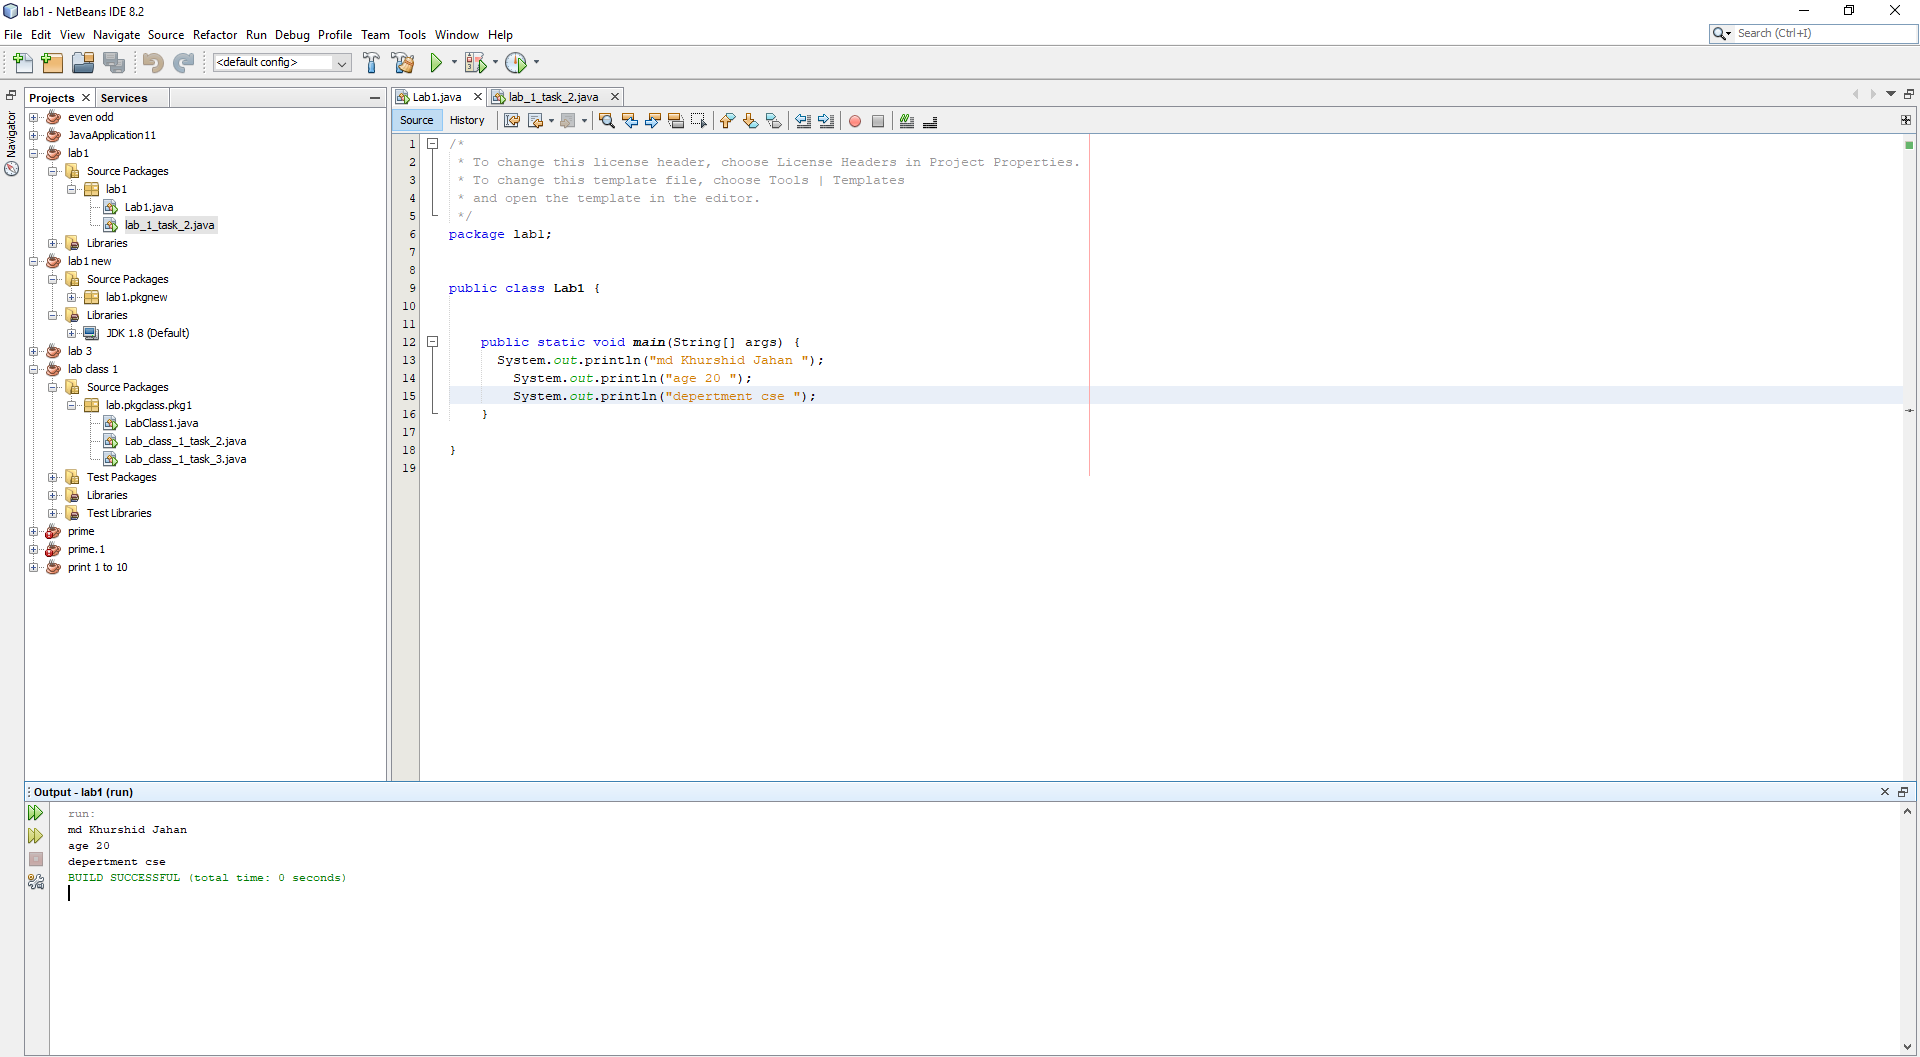 lab1 - NetBeans IDE 8.2
File Edit View Navigate Source Refactor Run Debug Profile Team Tools Window Help
Search (Ctrl+I)
<default config>
Navigator
Projects
Services
even odd
JavaApplication11
lab1
Source Packages
lab1
Lab1.java
lab_1_task_2.java
Libraries
lab1 new
Source Packages
lab1.pkgnew
Libraries
JDK 1.8 (Default)
lab 3
lab class 1
Source Packages
lab.pkgclass.pkg1
LabClass1.java
Lab_class_1_task_2.java
Lab_class_1_task_3.java
Test Packages
Libraries
Test Libraries
prime
prime.1
print 1 to 10
Lab1.java
lab_1_task_2.java
Source History
1 /*
2 * To change this license header, choose License Headers in Project Properties.
3 * To change this template file, choose Tools | Templates
4 * and open the template in the editor.
5 */
6 package lab1;
7
8
9 public class Lab1 {
10
11
12 public static void main(String[] args) {
13 System.out.println("md Khurshid Jahan ");
14 System.out.println("age 20 ");
15 System.out.println("depertment cse ");
16 }
17
18 }
19
Output - lab1 (run)
run:
md Khurshid Jahan
age 20
depertment cse
BUILD SUCCESSFUL (total time: 0 seconds)